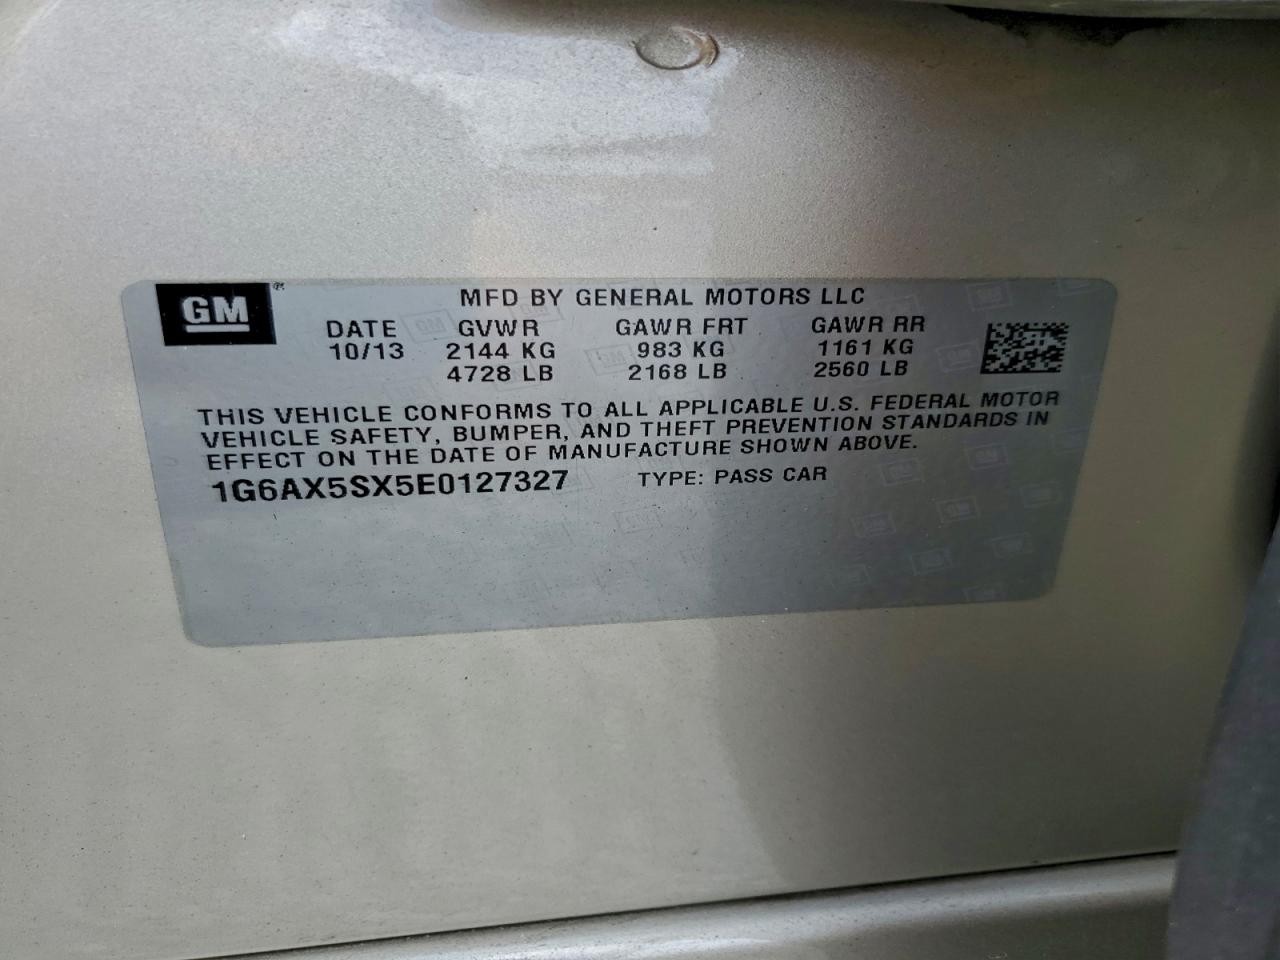 GM
MFD BY GENERAL MOTORS LLC
DATE GVWR GAWR FRT GAWR RR
10/13 2144 KG 983 KG 1161 KG
4728 LB 2168 LB 2560 LB
THIS VEHICLE CONFORMS TO ALL APPLICABLE U.S. FEDERAL MOTOR
VEHICLE SAFETY, BUMPER, AND THEFT PREVENTION STANDARDS IN
EFFECT ON THE DATE OF MANUFACTURE SHOWN ABOVE.
1G6AX5SX5E0127327 TYPE: PASS CAR